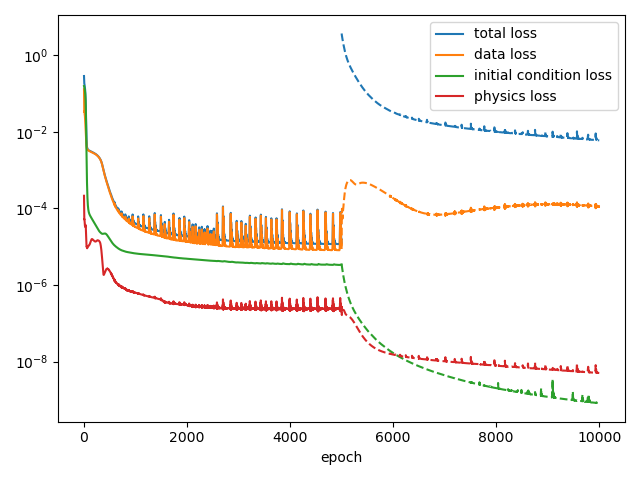 total loss
data loss
initial condition loss
physics loss
10⁰
10⁻²
10⁻⁴
10⁻⁶
10⁻⁸
0 2000 4000 6000 8000 10000
epoch